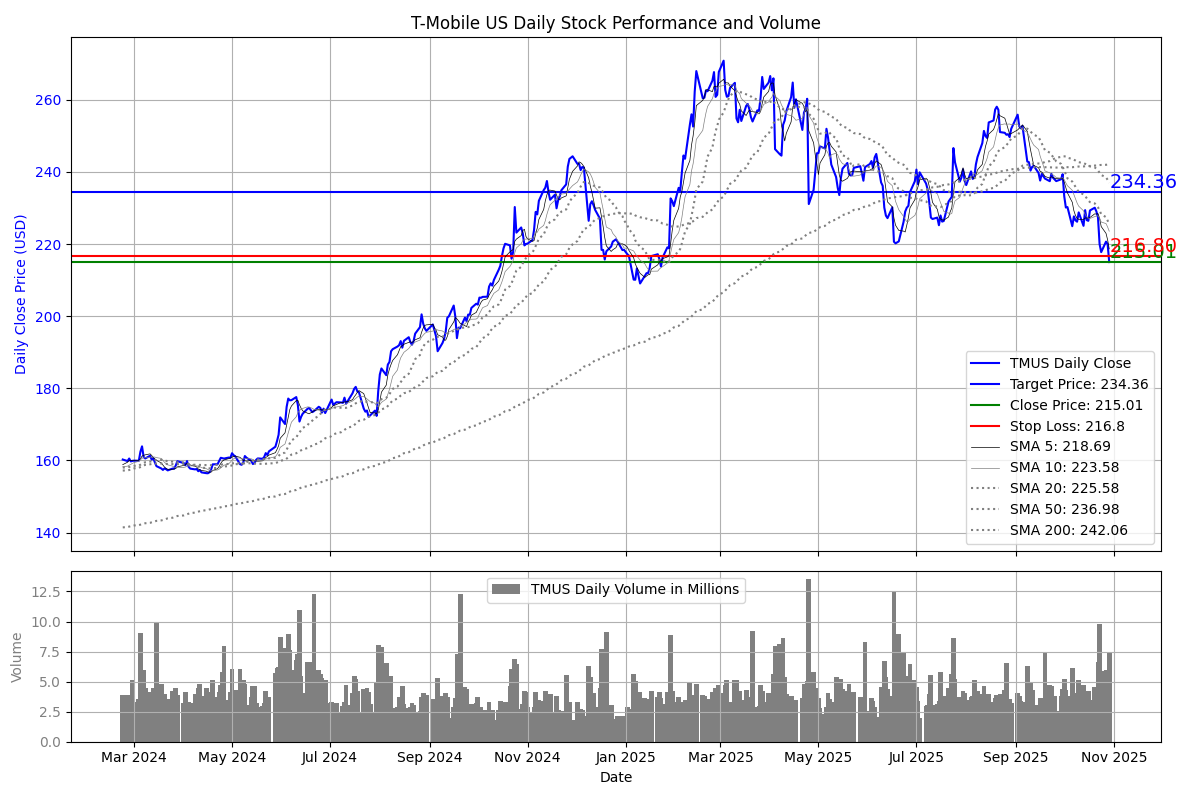 T-Mobile US Daily Stock Performance and Volume
Daily Close Price (USD)
260
240
220
200
180
160
140
234.36
216.80
215.01
TMUS Daily Close
Target Price: 234.36
Close Price: 215.01
Stop Loss: 216.8
SMA 5: 218.69
SMA 10: 223.58
SMA 20: 225.58
SMA 50: 236.98
SMA 200: 242.06
Volume
12.5
10.0
7.5
5.0
2.5
0.0
TMUS Daily Volume in Millions
Mar 2024 May 2024 Jul 2024 Sep 2024 Nov 2024 Jan 2025 Mar 2025 May 2025 Jul 2025 Sep 2025 Nov 2025
Date